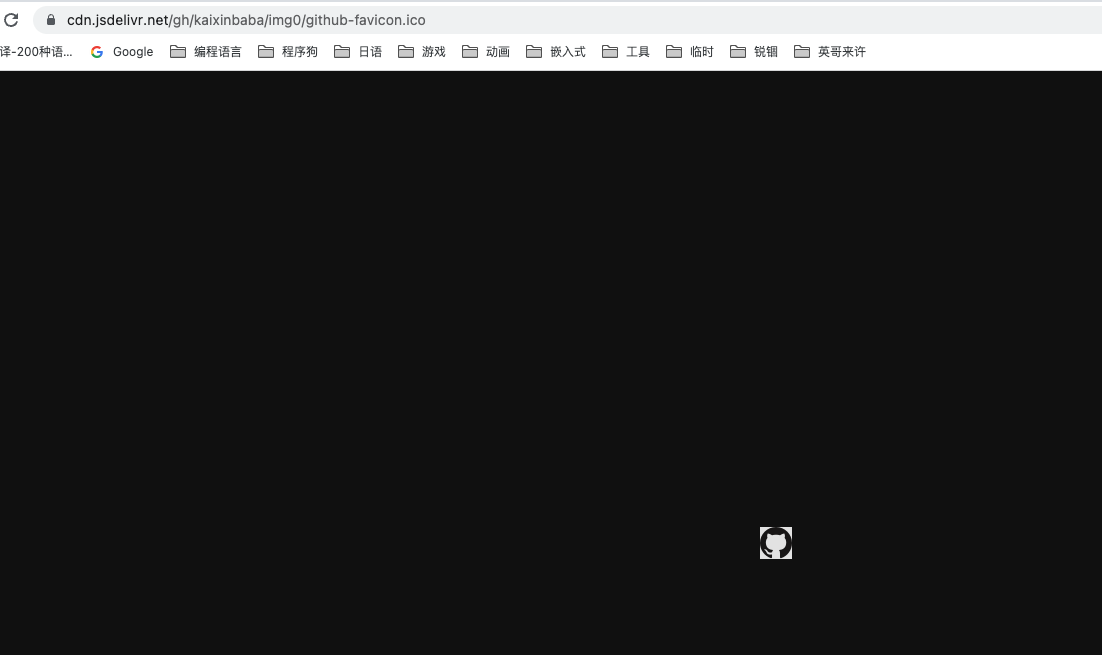 cdn.jsdelivr.net/gh/kaixinbaba/img0/github-favicon.ico
译-200种语... Google 编程语言 程序狗 日语 游戏 动画 嵌入式 工具 临时 锐锢 英哥来许